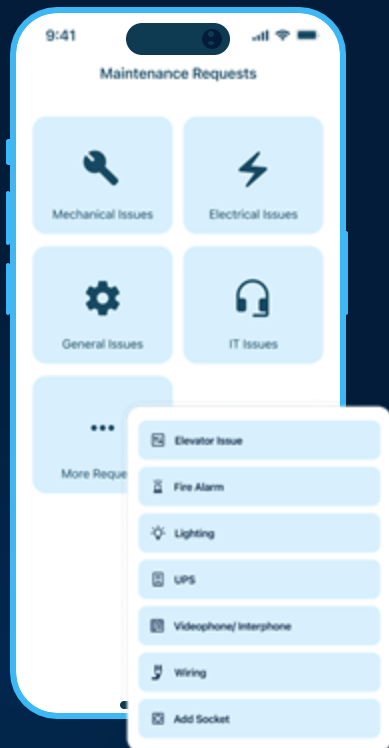 9:41
Maintenance Requests
Mechanical Issues
Electrical Issues
General Issues
IT Issues
More Reque
Elevator Issue
Fire Alarm
Lighting
UPS
Videophone/ Interphone
Wiring
Add Socket